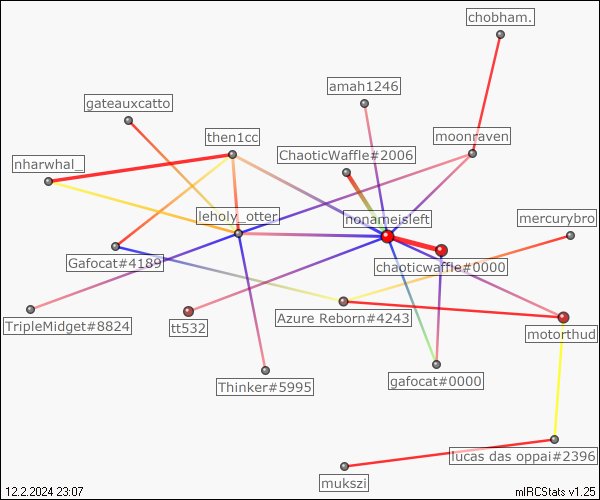 chobham.
amah1246
gateauxcatto
then1cc
moonraven
ChaoticWaffle#2006
nharwhal_
leholy_otter
nonameisleft
mercurybro
Gafocat#4189
chaoticwaffle#0000
TripleMidget#8824
tt532
Azure Reborn#4243
motorthud
Thinker#5995
gafocat#0000
lucas das oppai#2396
mukszi
12.2.2024 23:07
mIRCStats v1.25